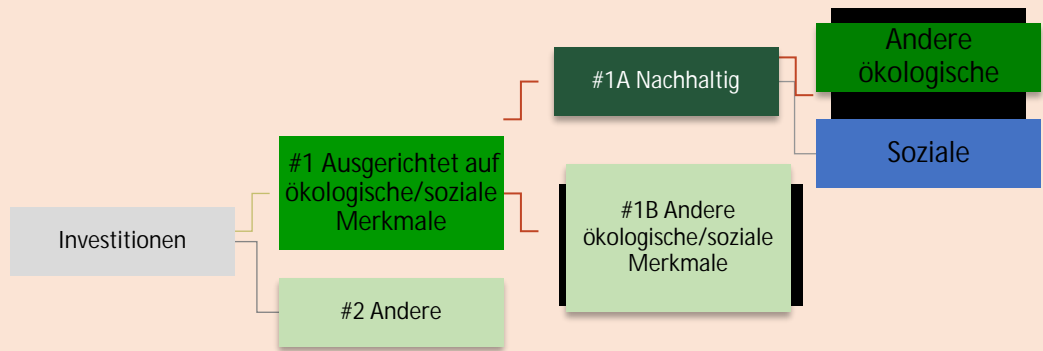 Investitionen
#1 Ausgerichtet auf
ökologische/soziale
Merkmale
#2 Andere
#1A Nachhaltig
#1B Andere
ökologische/soziale
Merkmale
Andere
ökologische
Soziale